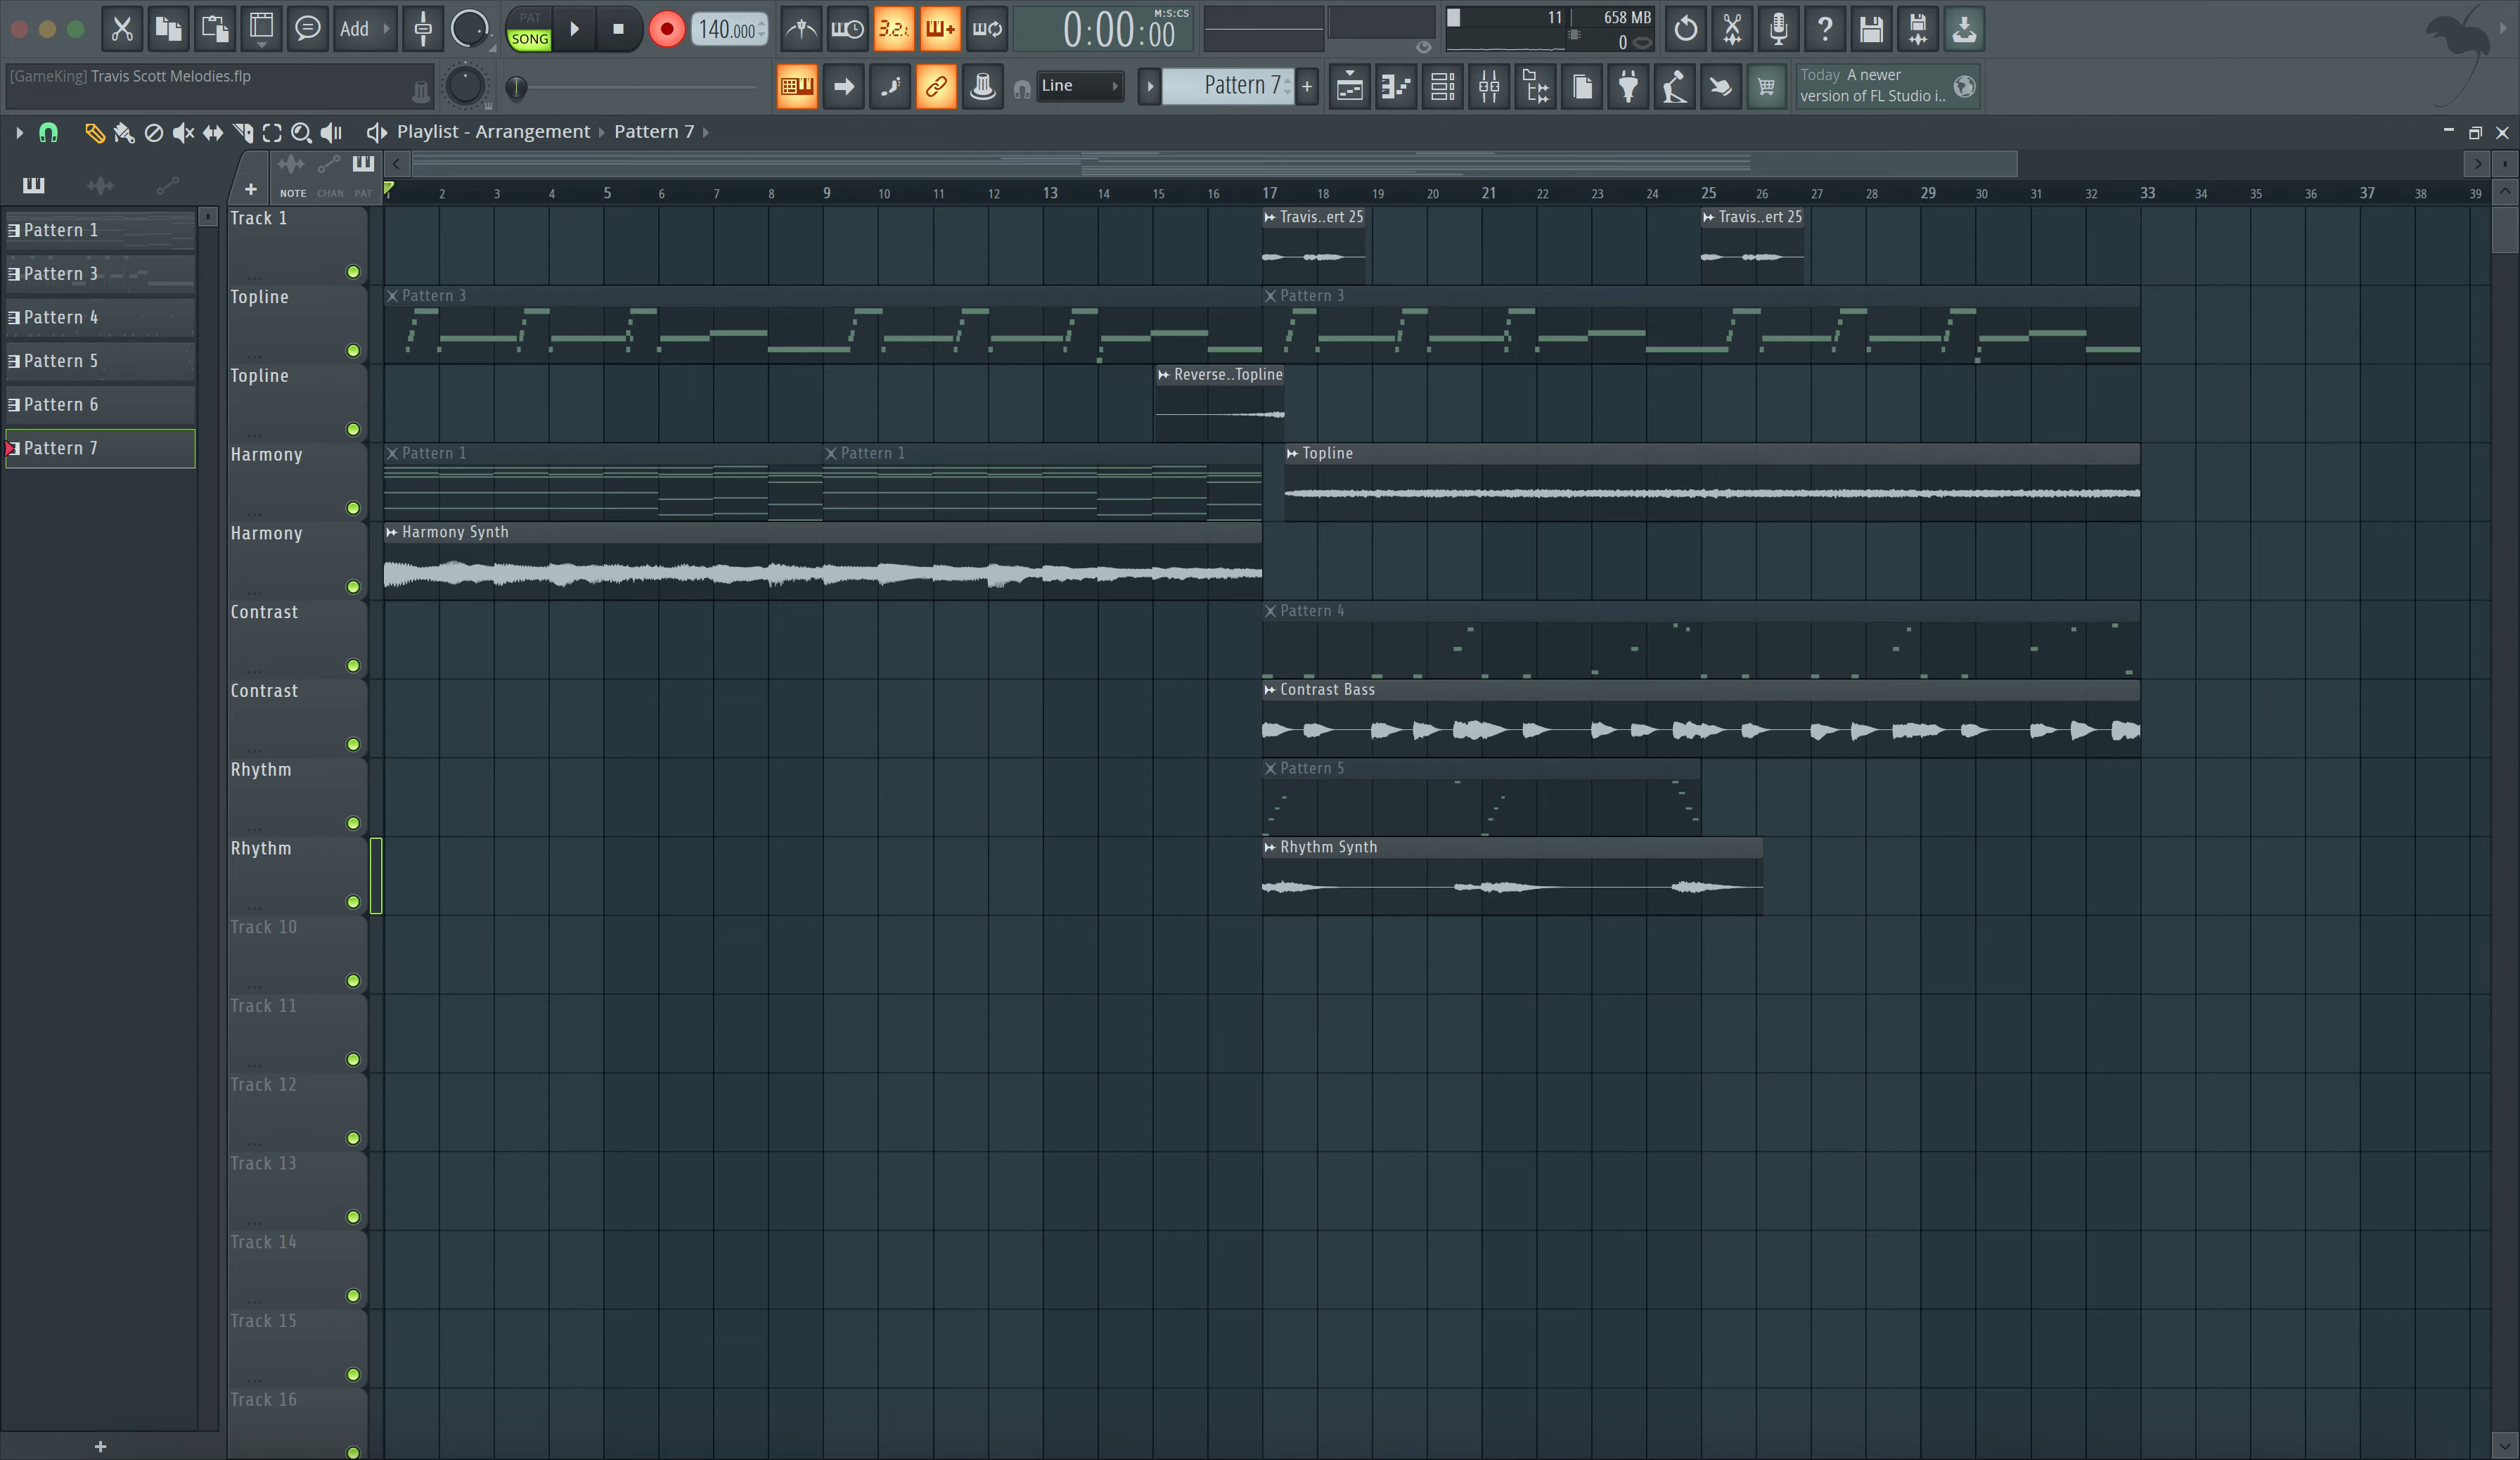 PAT
SONG
Add
140.000
3.2.1.
0:00:00
M:S:CS
11
658 MB
0
[GameKing] Travis Scott Melodies.flp
Line
Pattern 7
Today A newer
version of FL Studio i..
Playlist - Arrangement Pattern 7
NOTE CHAN PAT
1 2 3 4 5 6 7 8 9 10 11 12 13 14 15 16 17 18 19 20 21 22 23 24 25 26 27 28 29 30 31 32 33 34 35 36 37 38 39
Pattern 1
Pattern 3
Pattern 4
Pattern 5
Pattern 6
Pattern 7
Track 1
Travis..ert 25
Travis..ert 25
Topline
Pattern 3
Pattern 3
Topline
Reverse..Topline
Harmony
Pattern 1
Pattern 1
Topline
Harmony
Harmony Synth
Contrast
Pattern 4
Contrast
Contrast Bass
Rhythm
Pattern 5
Rhythm
Rhythm Synth
Track 10
Track 11
Track 12
Track 13
Track 14
Track 15
Track 16